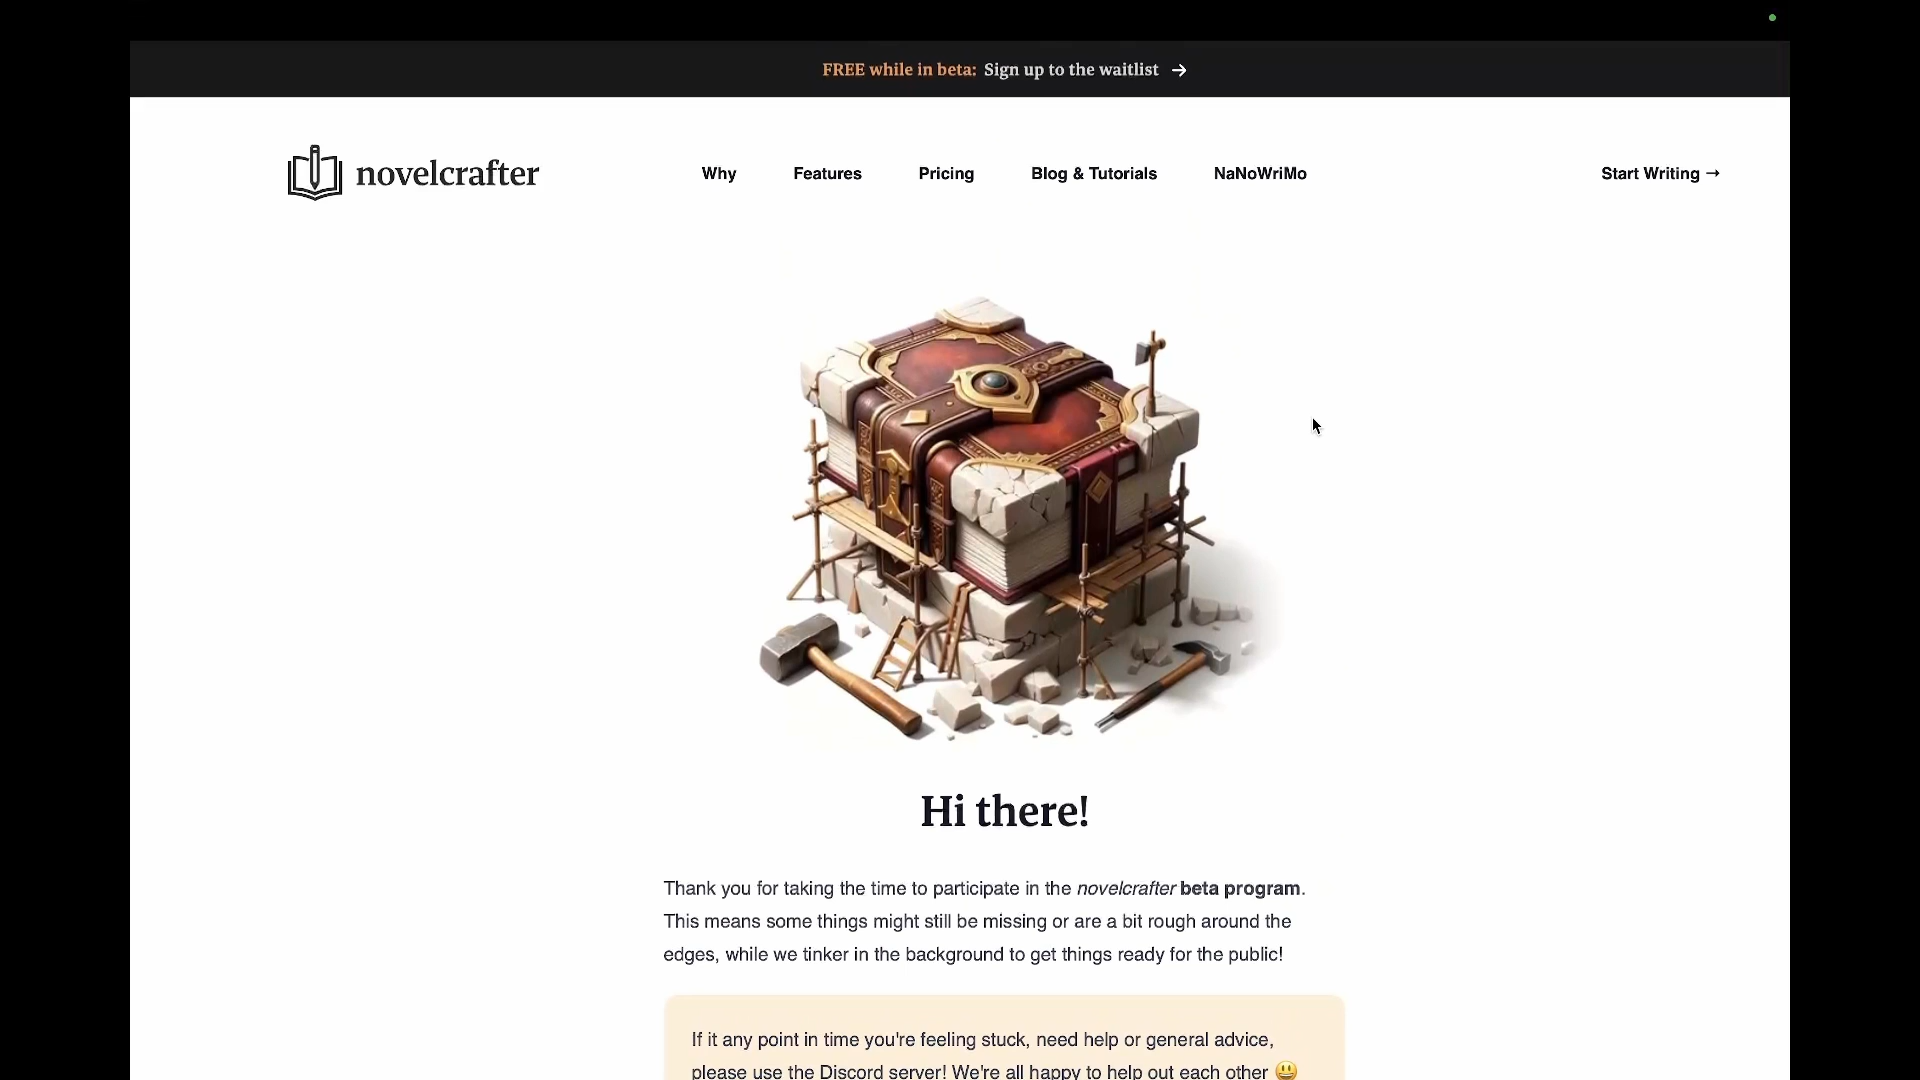 FREE while in beta: Sign up to the waitlist →
novelcrafter
Why
Features
Pricing
Blog & Tutorials
NaNoWriMo
Start Writing →
Hi there!
Thank you for taking the time to participate in the novelcrafter beta program.
This means some things might still be missing or are a bit rough around the
edges, while we tinker in the background to get things ready for the public!
If it any point in time you're feeling stuck, need help or general advice,
please use the Discord server! We're all happy to help out each other 😃